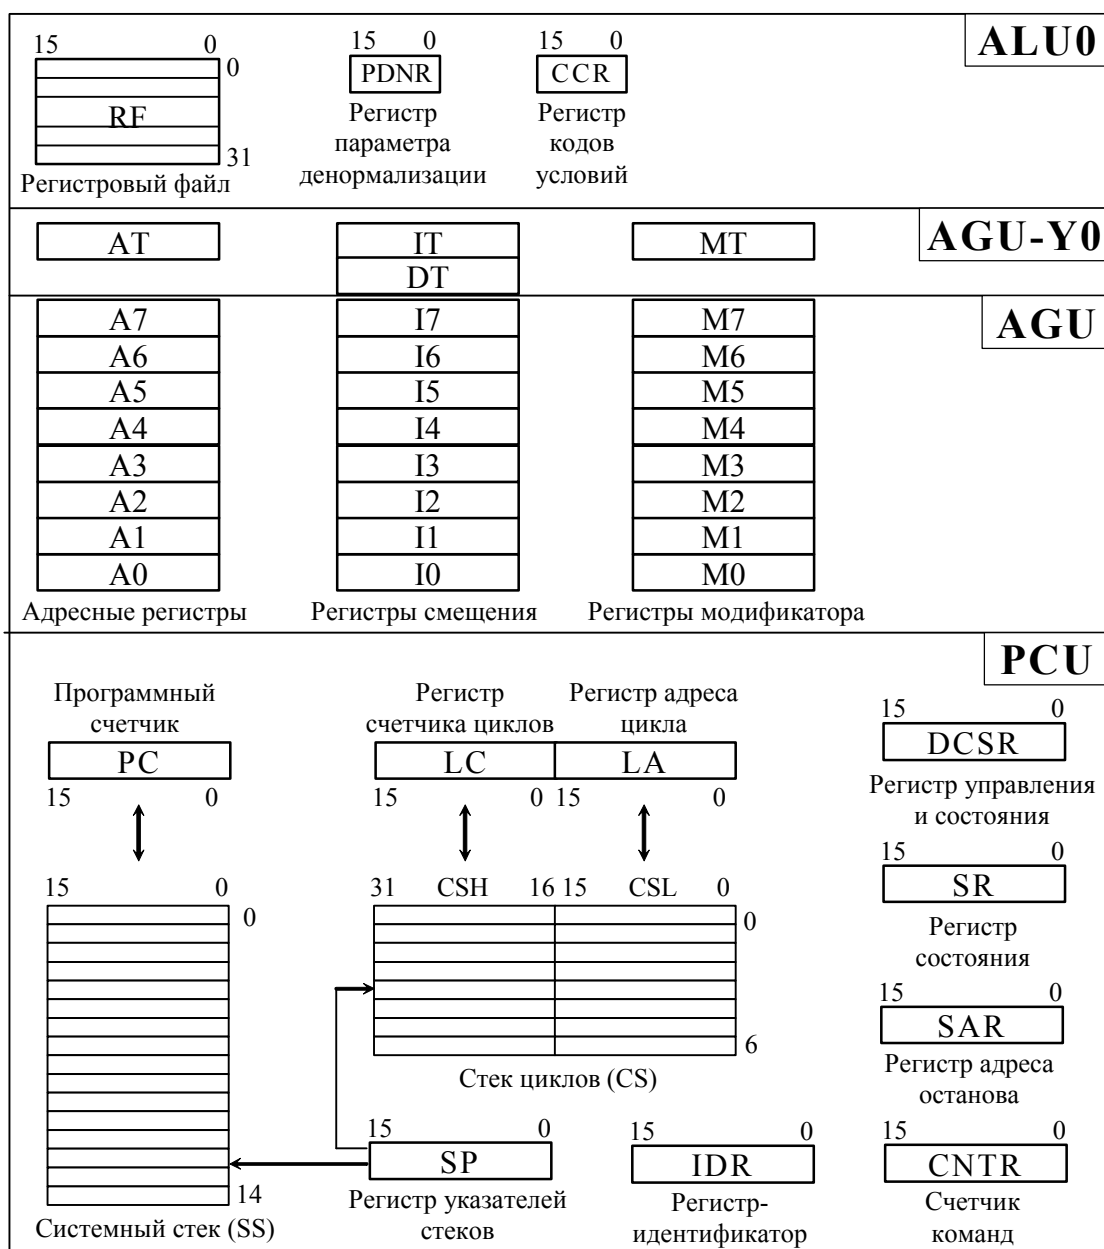 ALU0
15 0
0
RF
31
Регистровый файл
15 0
PDNR
Регистр
параметра
денормализации
15 0
CCR
Регистр
кодов
условий
AGU-Y0
AT
IT
DT
MT
AGU
A7 I7 M7
A6 I6 M6
A5 I5 M5
A4 I4 M4
A3 I3 M3
A2 I2 M2
A1 I1 M1
A0 I0 M0
Адресные регистры
Регистры смещения
Регистры модификатора
PCU
Программный
счетчик
PC
15 0
Регистр
счетчика циклов
LC
15 0
Регистр адреса
цикла
LA
15 0
15 0
DCSR
Регистр управления
и состояния
15 0
SR
Регистр
состояния
15 0
SAR
Регистр адреса
останова
15 0
0
14
Системный стек (SS)
31 CSH 16 15 CSL 0
0
6
Стек циклов (CS)
15 0
SP
Регистр указателей
стеков
15 0
IDR
Регистр-
идентификатор
15 0
CNTR
Счетчик
команд